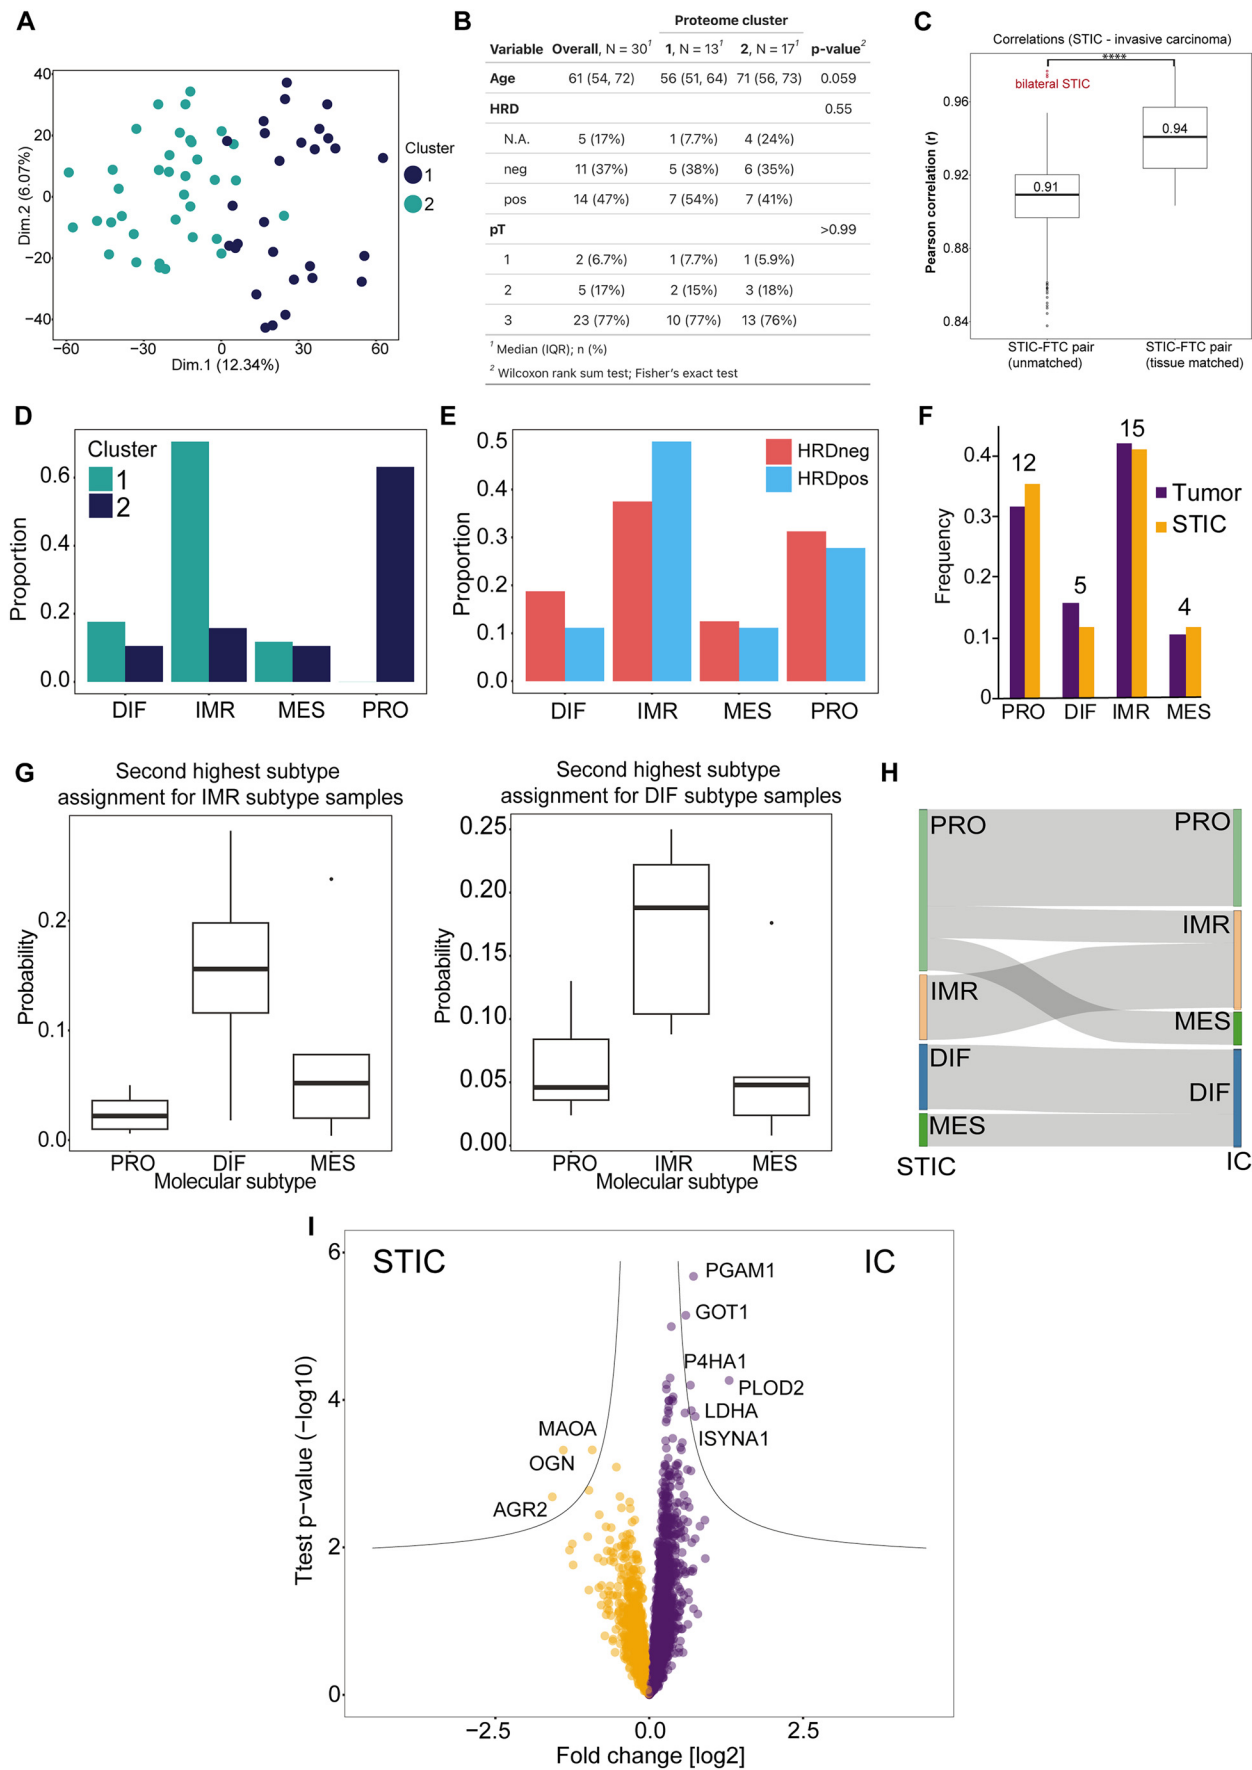 A
40
20
0
−20
−40
−60
−30
0
30
60
Dim.2 (6.07%)
Dim.1 (12.34%)
Cluster
1
2
B
Proteome cluster
Variable Overall, N = 30¹ 1, N = 13¹ 2, N = 17¹ p-value²
Age 61 (54, 72) 56 (51, 64) 71 (56, 73) 0.059
HRD 0.55
N.A. 5 (17%) 1 (7.7%) 4 (24%)
neg 11 (37%) 5 (38%) 6 (35%)
pos 14 (47%) 7 (54%) 7 (41%)
pT >0.99
1 2 (6.7%) 1 (7.7%) 1 (5.9%)
2 5 (17%) 2 (15%) 3 (18%)
3 23 (77%) 10 (77%) 13 (76%)
¹ Median (IQR); n (%)
² Wilcoxon rank sum test; Fisher's exact test
C
Correlations (STIC - invasive carcinoma)
****
bilateral STIC
0.96
0.92
0.88
0.84
0.91
0.94
Pearson correlation (r)
STIC-FTC pair
(unmatched)
STIC-FTC pair
(tissue matched)
D
Cluster
1
2
0.6
0.4
0.2
0.0
Proportion
DIF IMR MES PRO
E
HRDneg
HRDpos
0.5
0.4
0.3
0.2
0.1
0.0
Proportion
DIF IMR MES PRO
F
0.4
0.3
0.2
0.1
0
Frequency
12
5
15
4
Tumor
STIC
PRO DIF IMR MES
G
Second highest subtype
assignment for IMR subtype samples
0.2
0.1
0.0
Probability
PRO DIF MES
Molecular subtype
Second highest subtype
assignment for DIF subtype samples
0.25
0.20
0.15
0.10
0.05
0.00
Probability
PRO IMR MES
Molecular subtype
H
PRO
IMR
DIF
MES
STIC
PRO
IMR
MES
DIF
IC
I
STIC
IC
6
4
2
0
Ttest p-value (−log10)
PGAM1
GOT1
P4HA1
PLOD2
LDHA
ISYNA1
MAOA
OGN
AGR2
−2.5 0.0 2.5
Fold change [log2]